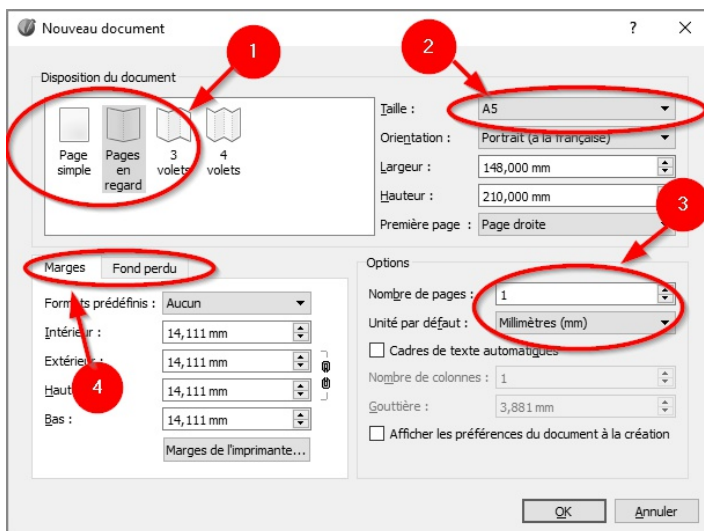 Nouveau document
?
1
2
Disposition du document
Page simple
Pages en regard
3 volets
4 volets
Taille :
A5
Orientation :
Portrait (à la française)
Largeur :
148,000 mm
Hauteur :
210,000 mm
Première page :
Page droite
3
Marges
Fond perdu
Formats prédéfinis :
Aucun
Intérieur :
14,111 mm
Extérieur :
14,111 mm
Haut
14,111 mm
Bas :
14,111 mm
Marges de l'imprimante...
4
Options
Nombre de pages :
1
Unité par défaut :
Millimètres (mm)
Cadres de texte automatiques
Nombre de colonnes :
1
Gouttière :
3,881 mm
Afficher les préférences du document à la création
OK
Annuler